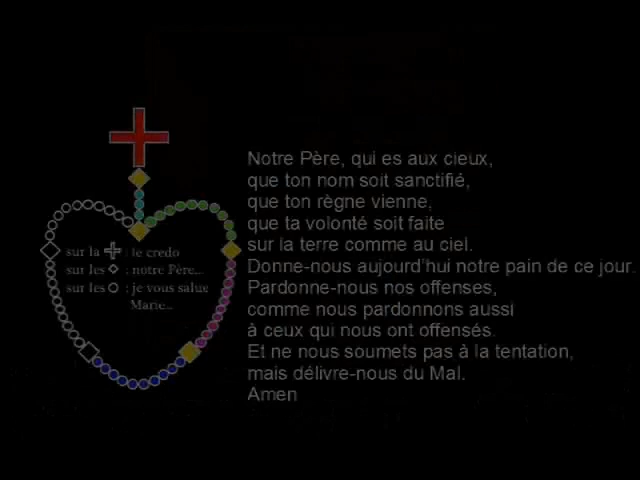 sur la : le credo
sur les : notre Père...
sur les : je vous salue
Marie...
Notre Père, qui es aux cieux,
que ton nom soit sanctifié,
que ton règne vienne,
que ta volonté soit faite
sur la terre comme au ciel.
Donne-nous aujourd'hui notre pain de ce jour.
Pardonne-nous nos offenses,
comme nous pardonnons aussi
à ceux qui nous ont offensés.
Et ne nous soumets pas à la tentation,
mais délivre-nous du Mal.
Amen